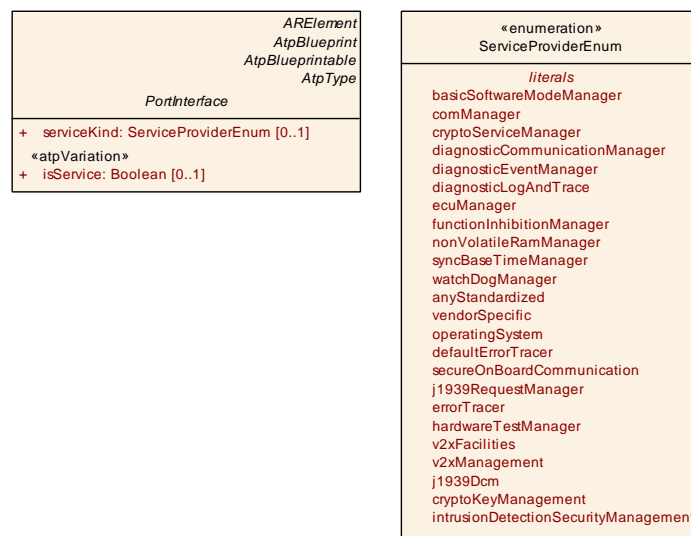 ARElement
AtpBlueprint
AtpBlueprintable
AtpType
PortInterface
+ serviceKind: ServiceProviderEnum [0..1]
«atpVariation»
+ isService: Boolean [0..1]
«enumeration»
ServiceProviderEnum
literals
basicSoftwareModeManager
comManager
cryptoServiceManager
diagnosticCommunicationManager
diagnosticEventManager
diagnosticLogAndTrace
ecuManager
functionInhibitionManager
nonVolatileRamManager
syncBaseTimeManager
watchDogManager
anyStandardized
vendorSpecific
operatingSystem
defaultErrorTracer
secureOnBoardCommunication
j1939RequestManager
errorTracer
hardwareTestManager
v2xFacilities
v2xManagement
j1939Dcm
cryptoKeyManagement
intrusionDetectionSecurityManagement